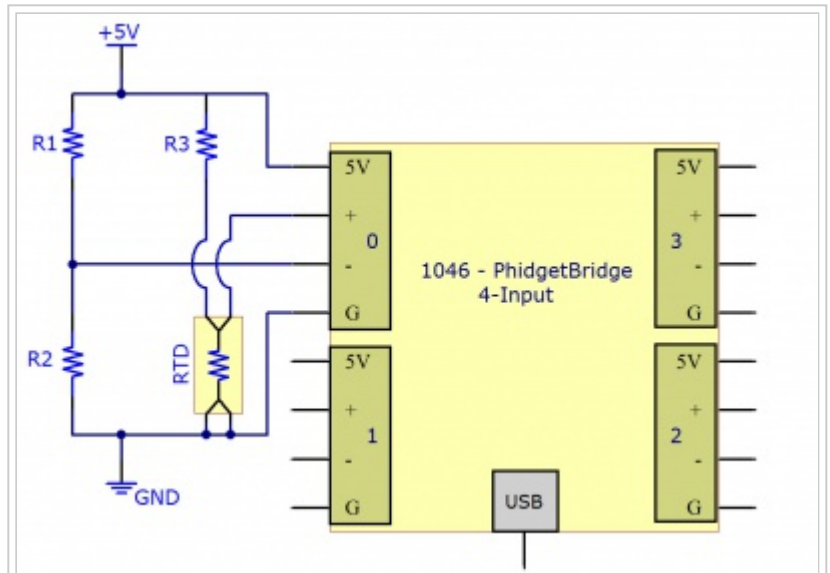 +5V
R1
R3
R2
RTD
GND
5V
+
0
-
G
5V
+
1
-
G
1046 - PhidgetBridge
4-Input
5V
+
3
-
G
5V
+
2
-
G
USB